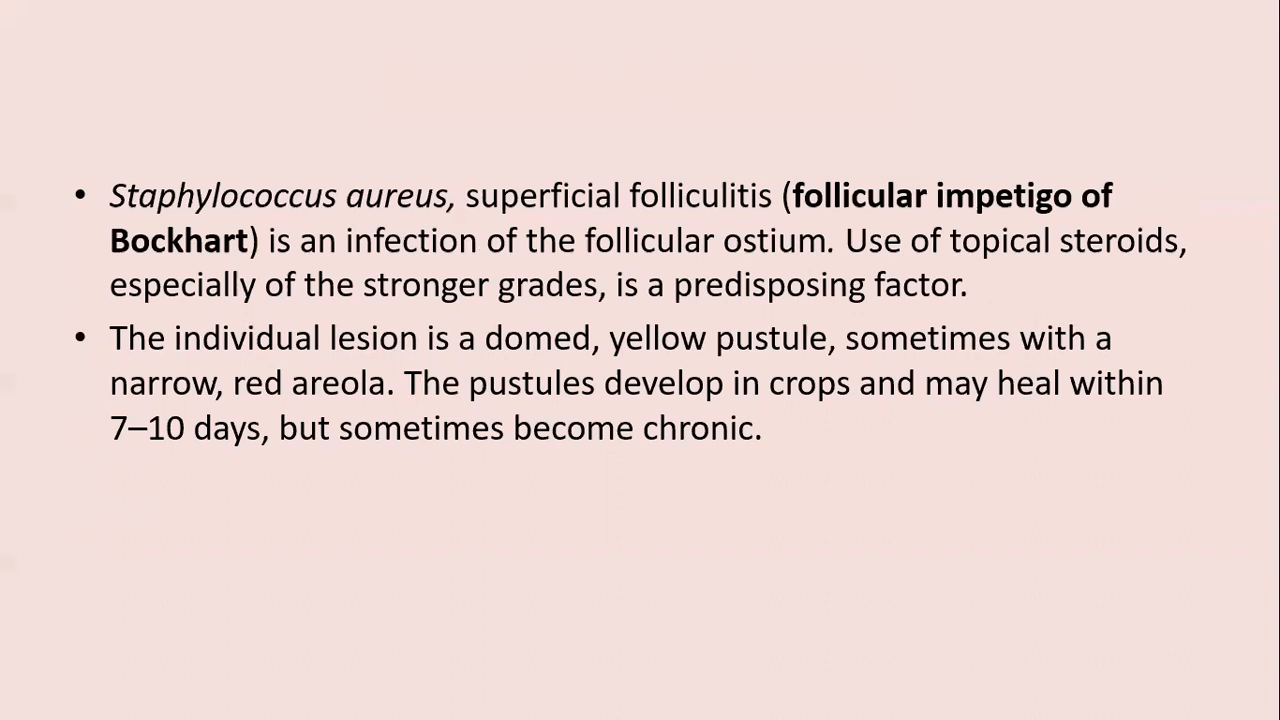 • Staphylococcus aureus, superficial folliculitis (follicular impetigo of
Bockhart) is an infection of the follicular ostium. Use of topical steroids,
especially of the stronger grades, is a predisposing factor.
• The individual lesion is a domed, yellow pustule, sometimes with a
narrow, red areola. The pustules develop in crops and may heal within
7–10 days, but sometimes become chronic.